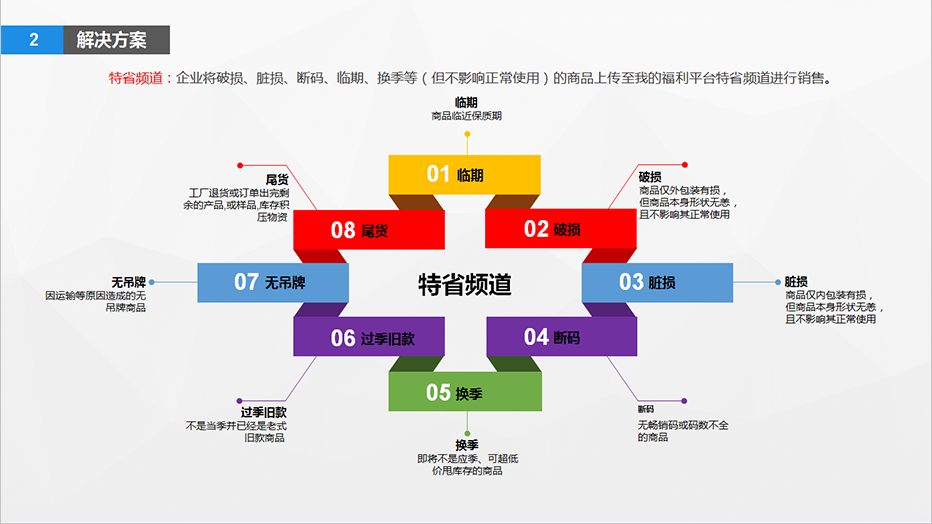 2 解决方案
特省频道：企业将破损、脏损、断码、临期、换季等（但不影响正常使用）的商品上传至我的福利平台特省频道进行销售。
临期
商品临近保质期
01 临期
破损
商品仅外包装有损，
但商品本身形状无恙，
且不影响其正常使用
02 破损
脏损
商品仅内包装有损，
但商品本身形状无恙，
且不影响其正常使用
03 脏损
04 断码
断码
无畅销码或码数不全
的商品
05 换季
换季
即将不是应季、可超低
价甩库存的商品
06 过季旧款
过季旧款
不是当季并已经是老式
旧款商品
07 无吊牌
无吊牌
因运输等原因造成的无
吊牌商品
08 尾货
尾货
工厂退货或订单出完剩
余的产品,或样品,库存积
压物资
特省频道